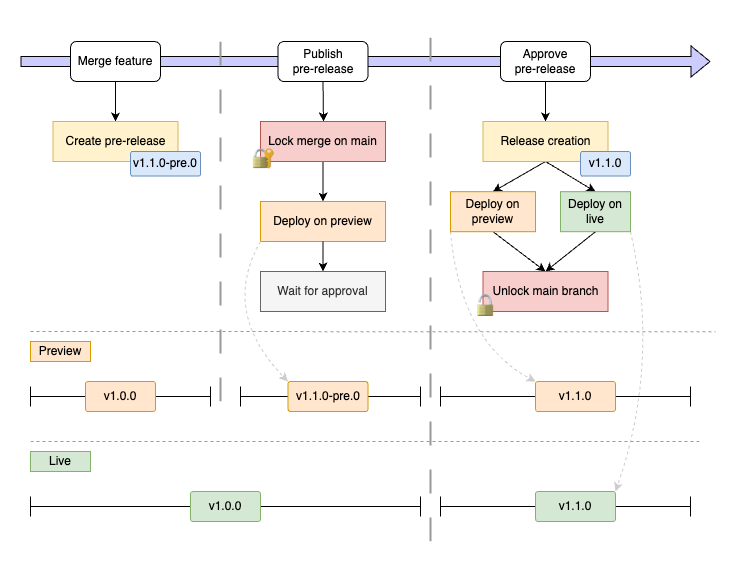 Merge feature
Publish
pre-release
Approve
pre-release
Create pre-release
v1.1.0-pre.0
Lock merge on main
Release creation
v1.1.0
Deploy on preview
Deploy on
preview
Deploy on
live
Wait for approval
Unlock main branch
Preview
v1.0.0
v1.1.0-pre.0
v1.1.0
Live
v1.0.0
v1.1.0